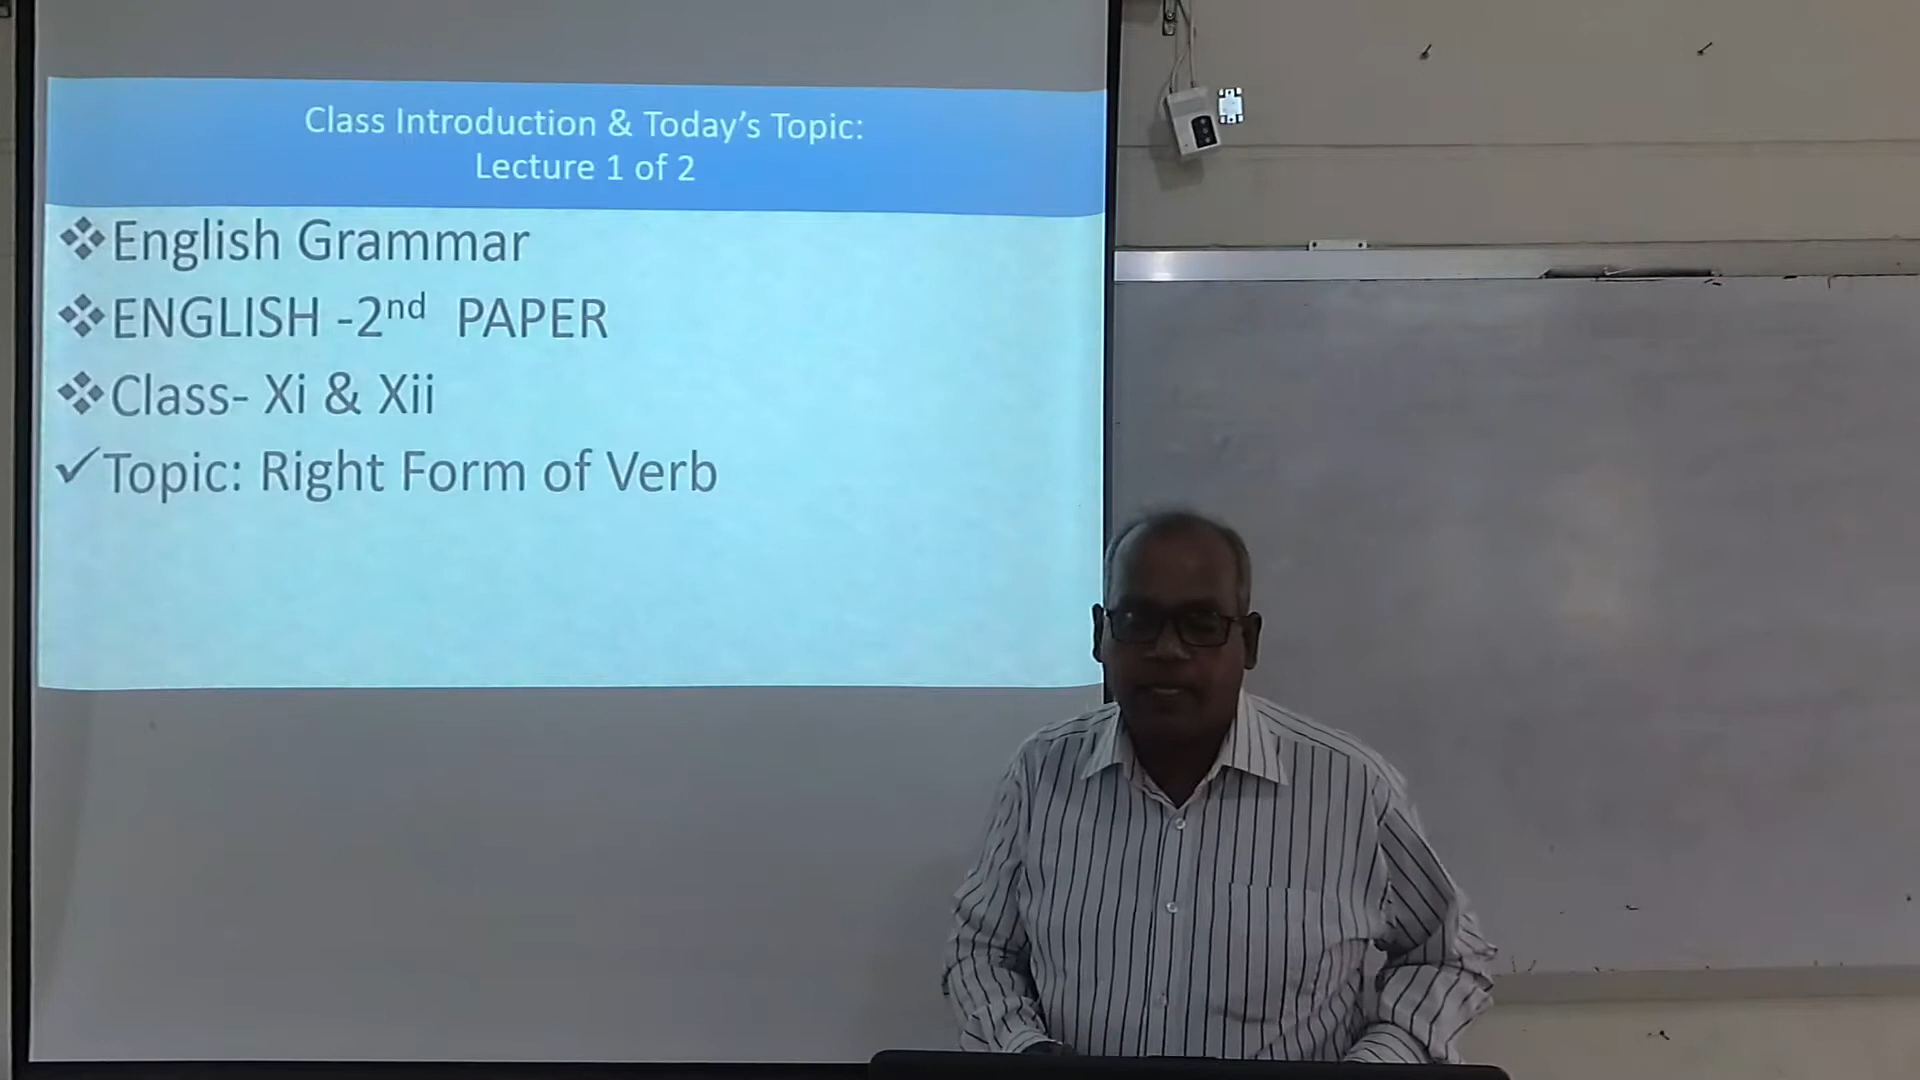 Class Introduction & Today's Topic:
Lecture 1 of 2
❖English Grammar
❖ENGLISH -2nd PAPER
❖Class- Xi & Xii
✓Topic: Right Form of Verb